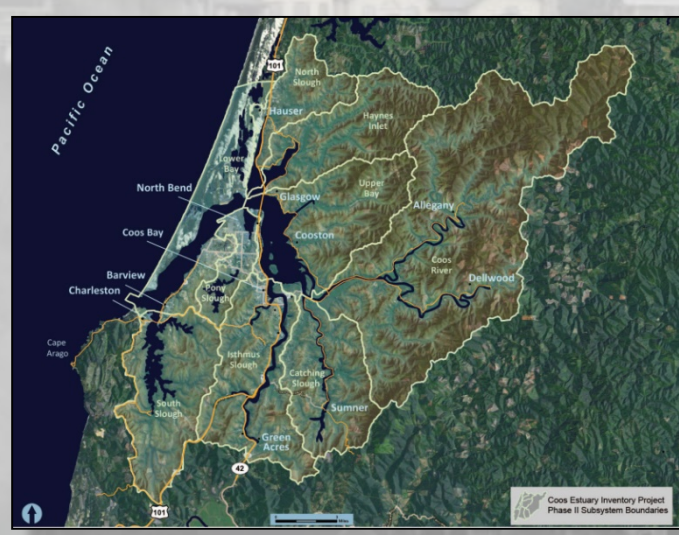 Pacific Ocean
101
North
Slough
Hauser
Haynes
Inlet
Lower
Bay
North Bend
Glasgow
Upper
Bay
Allegany
Coos Bay
Cooston
Coos
River
Barview
Dellwood
Charleston
Pony
Slough
Cape
Arago
Isthmus
Slough
Catching
Slough
South
Slough
Sumner
Green
Acres
42
101
Coos Estuary Inventory Project
Phase II Subsystem Boundaries